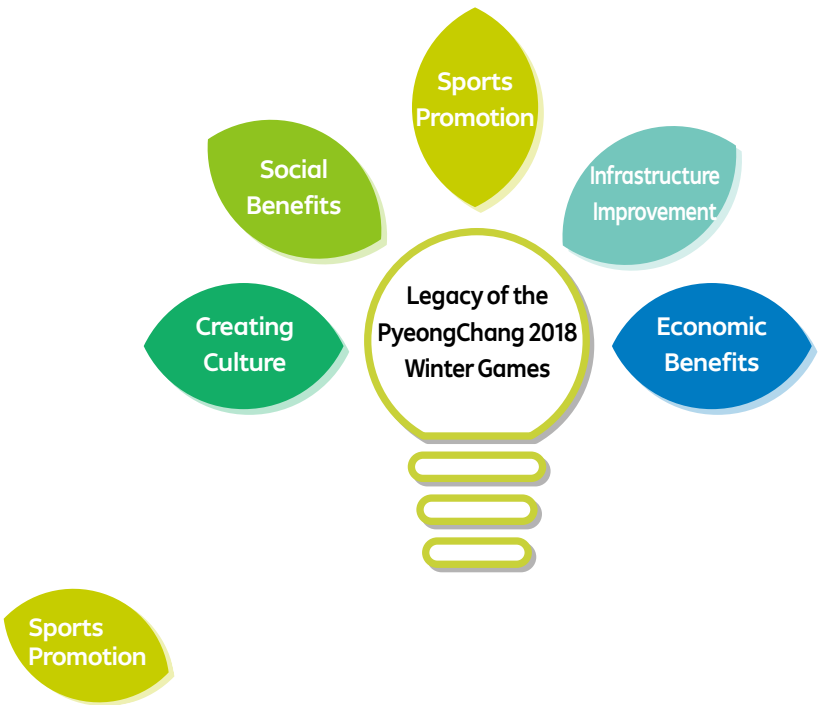 Sports
Promotion
Social
Benefits
Infrastructure
Improvement
Creating
Culture
Legacy of the
PyeongChang 2018
Winter Games
Economic
Benefits
Sports
Promotion